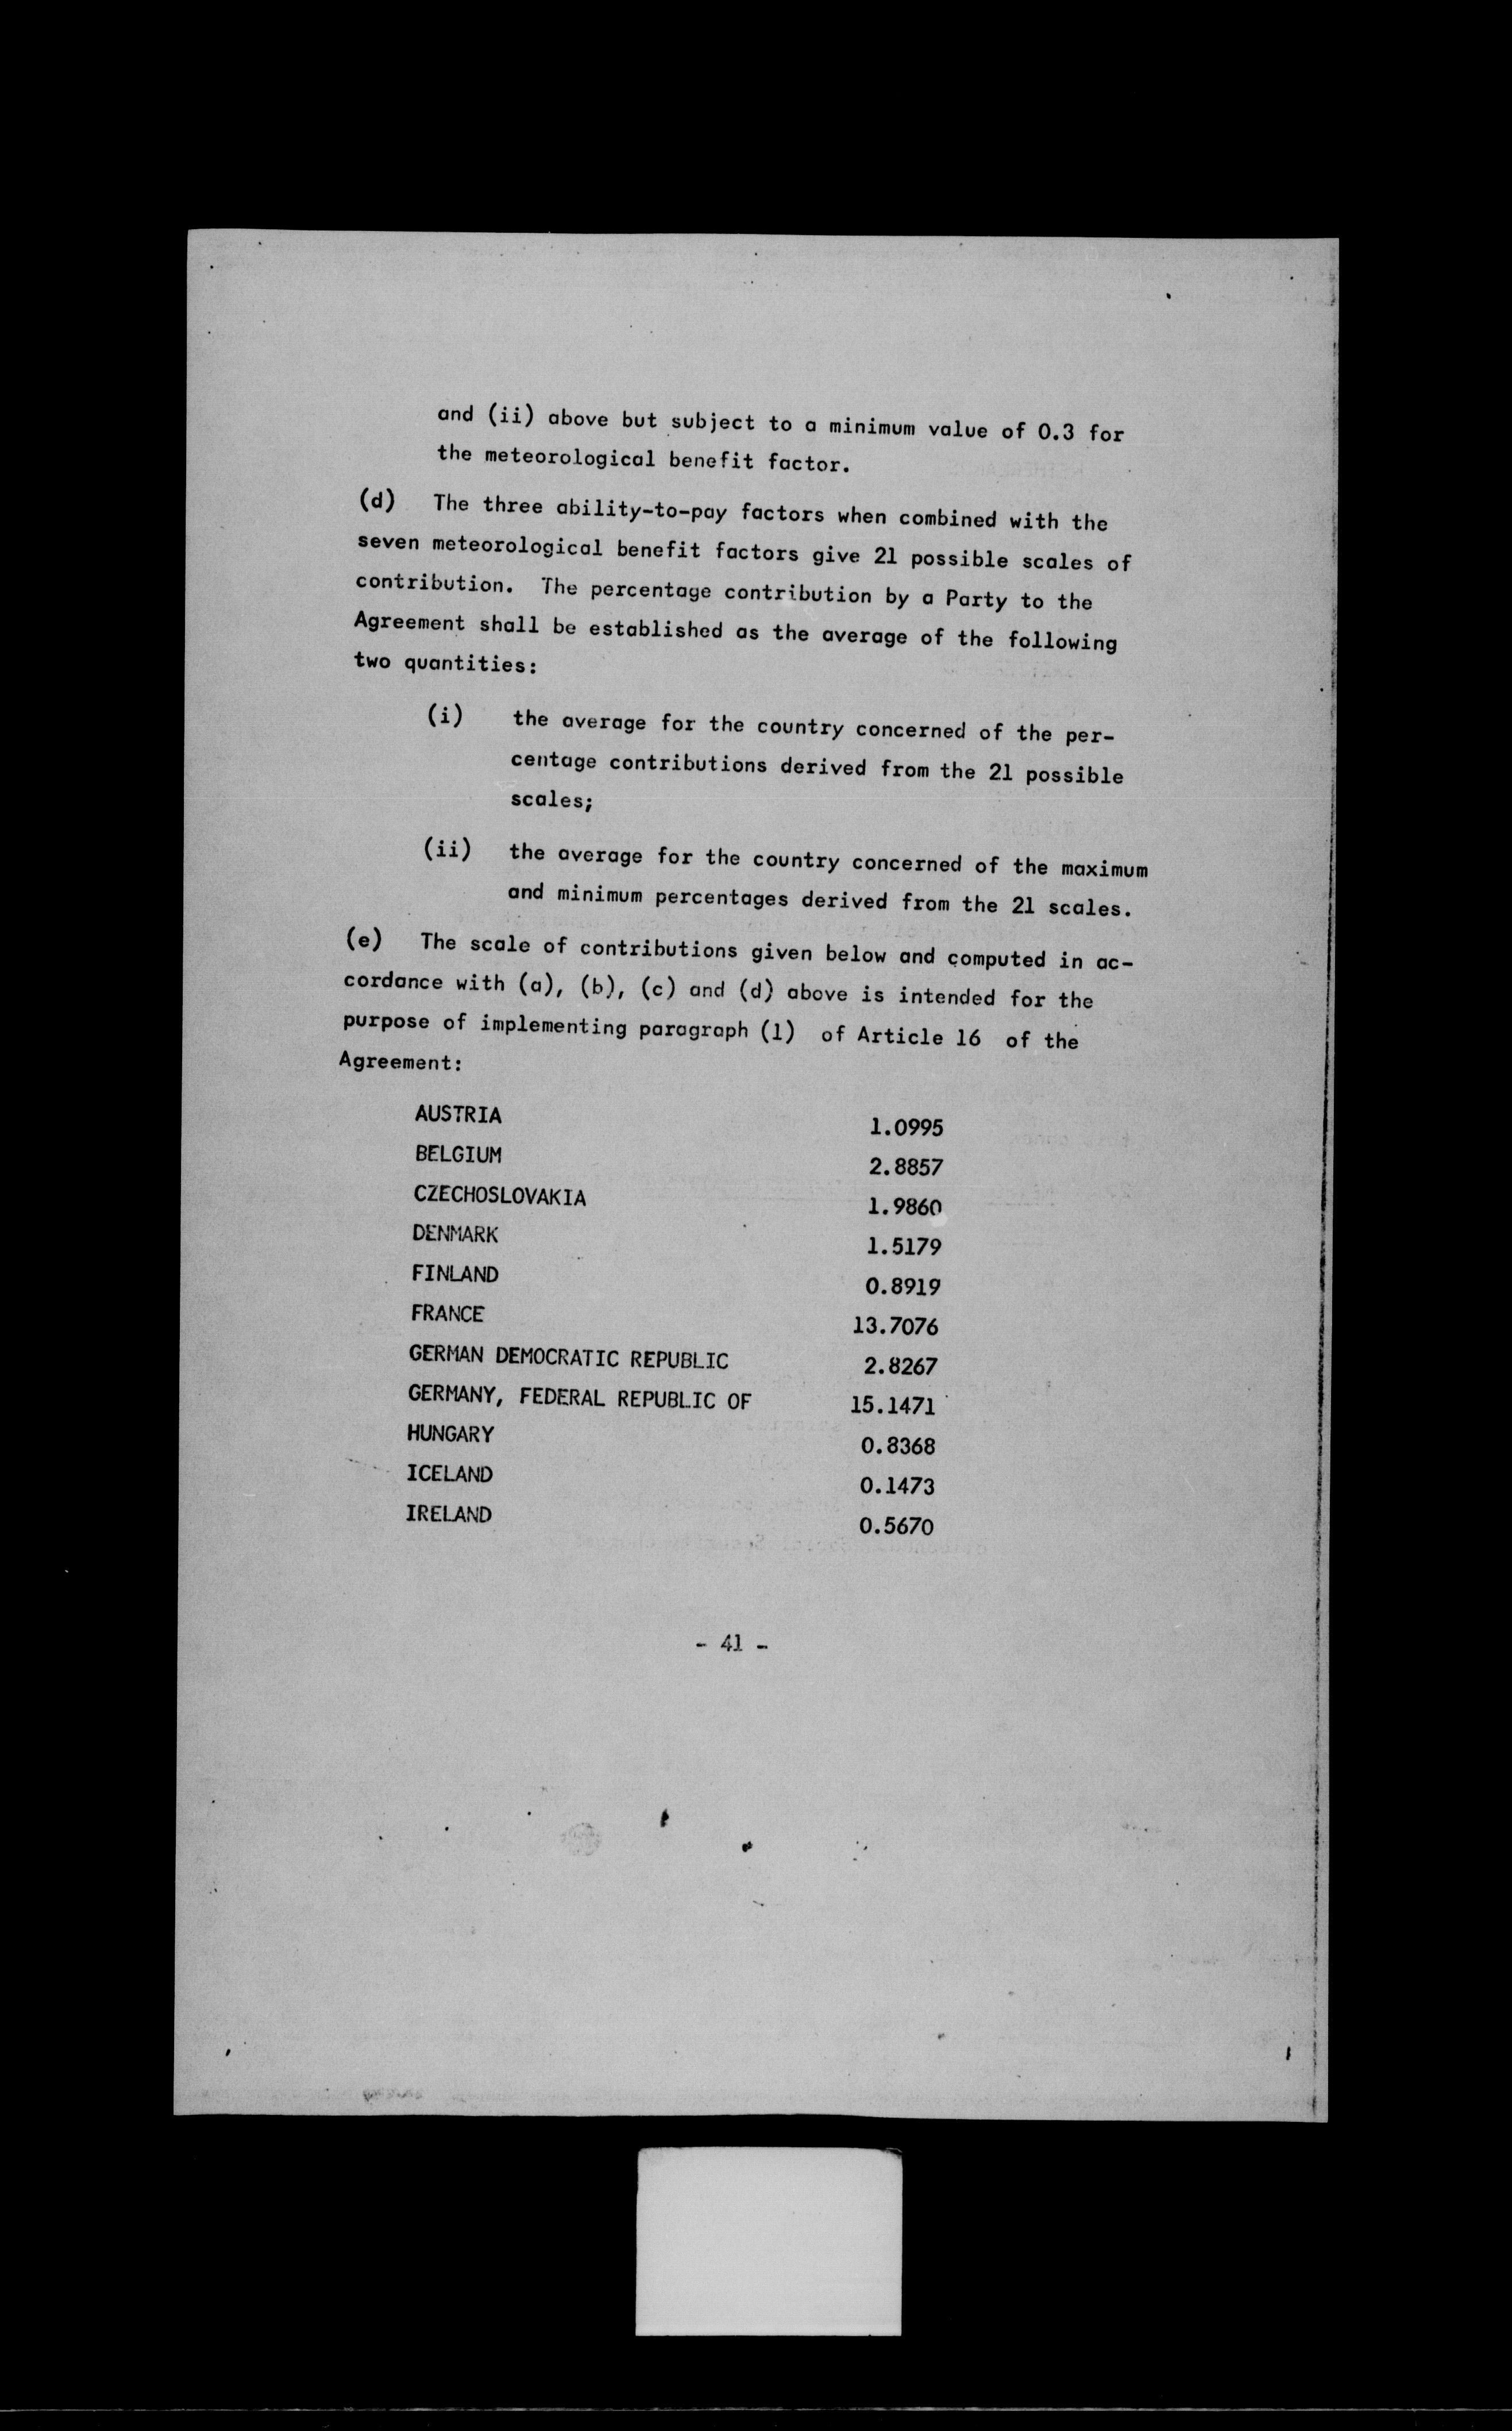 and (ii) above but subject to a minimum value of 0.3 for
the meteorological benefit factor.
(d) The three ability-to-pay factors when combined with the
seven meteorological benefit factors give 21 possible scales of
contribution. The percentage contribution by a Party to the
Agreement shall be established as the average of the following
two quantities:
(i) the average for the country concerned of the per-
centage contributions derived from the 21 possible
scales;
(ii) the average for the country concerned of the maximum
and minimum percentages derived from the 21 scales.
(e) The scale of contributions given below and computed in ac-
cordance with (a), (b), (c) and (d) above is intended for the
purpose of implementing paragraph (1) of Article 16 of the
Agreement:
AUSTRIA 1.0995
BELGIUM 2.8857
CZECHOSLOVAKIA 1.9860
DENMARK 1.5179
FINLAND 0.8919
FRANCE 13.7076
GERMAN DEMOCRATIC REPUBLIC 2.8267
GERMANY, FEDERAL REPUBLIC OF 15.1471
HUNGARY 0.8368
ICELAND 0.1473
IRELAND 0.5670
- 41 -